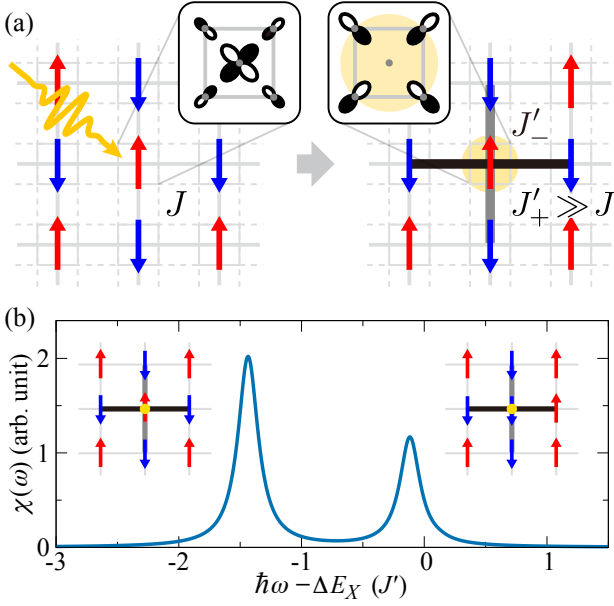 (a)
J
J′₋
J′₊ ≫ J
(b)
χ(ω) (arb. unit)
2
1
0
-3
-2
-1
0
1
ħω − ΔE_X (J′)